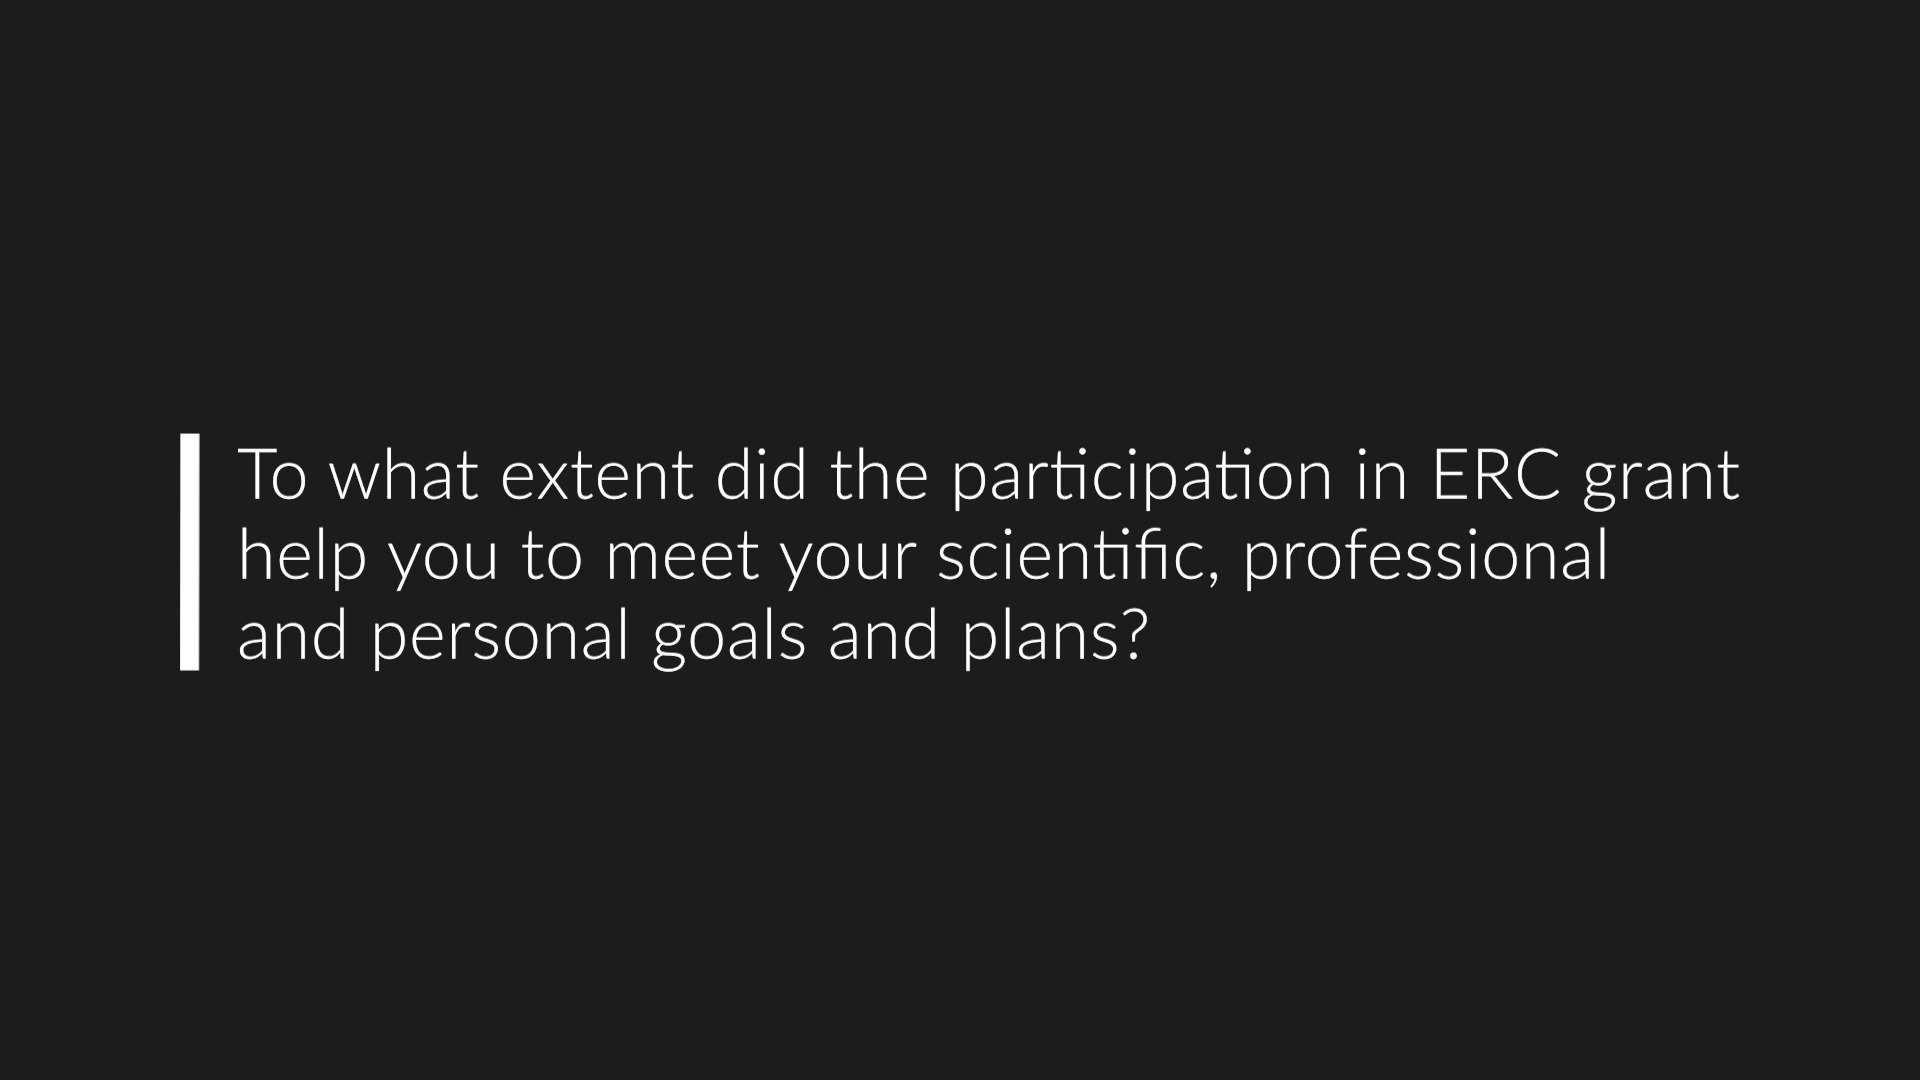 To what extent did the participation in ERC grant
help you to meet your scientific, professional
and personal goals and plans?